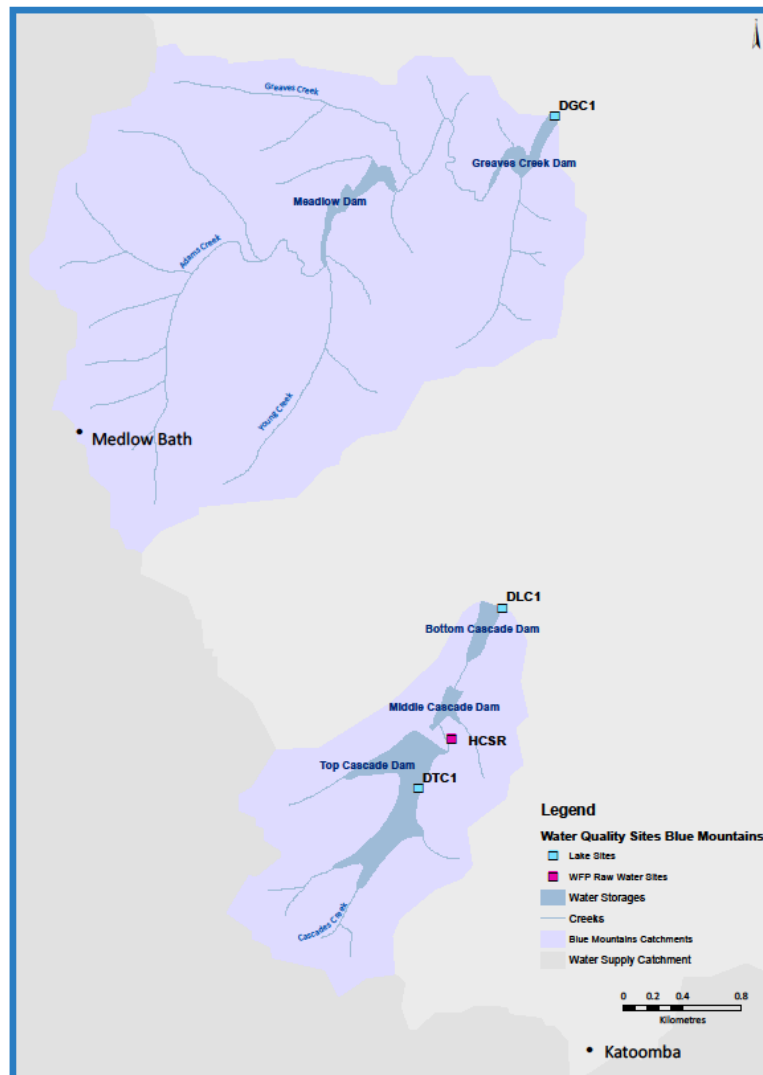 Greaves Creek
DGC1
Greaves Creek Dam
Meadlow Dam
Adams Creek
Young Creek
Medlow Bath
DLC1
Bottom Cascade Dam
Middle Cascade Dam
HCSR
Top Cascade Dam
DTC1
Cascades Creek
Legend
Water Quality Sites Blue Mountains
Lake Sites
WFP Raw Water Sites
Water Storages
Creeks
Blue Mountains Catchments
Water Supply Catchment
0 0.2 0.4 0.8
Kilometres
Katoomba